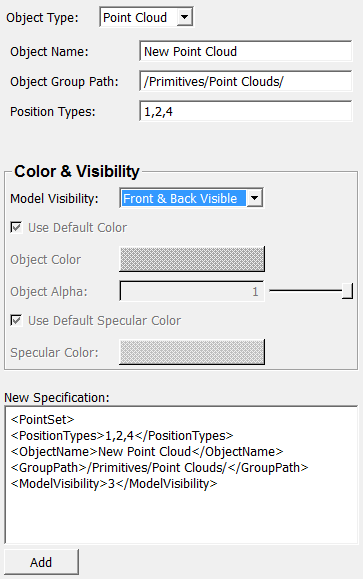 Object Type: Point Cloud
Object Name: New Point Cloud
Object Group Path: /Primitives/Point Clouds/
Position Types: 1,2,4
Color & Visibility
Model Visibility: Front & Back Visible
Use Default Color
Object Color
Object Alpha: 1
Use Default Specular Color
Specular Color:
New Specification:
<PointSet>
<PositionTypes>1,2,4</PositionTypes>
<ObjectName>New Point Cloud</ObjectName>
<GroupPath>/Primitives/Point Clouds/</GroupPath>
<ModelVisibility>3</ModelVisibility>
Add